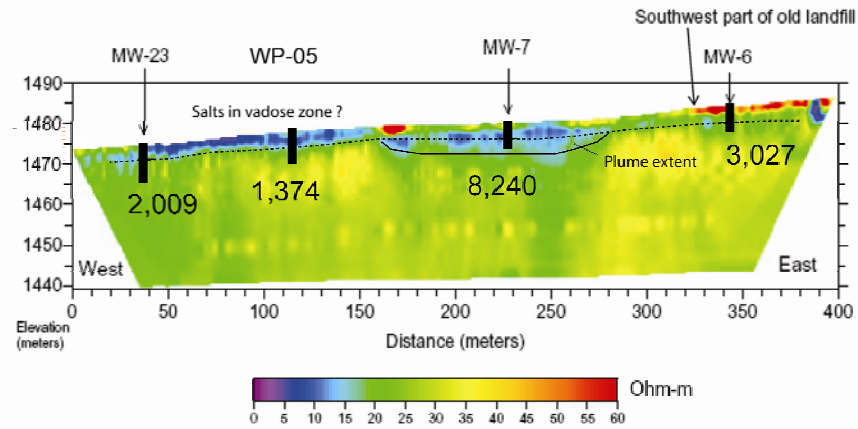 Southwest part of old landfill
MW-23
WP-05
MW-7
MW-6
Salts in vadose zone ?
1490
1480
1470
1460
1450
1440
Plume extent
2,009
1,374
8,240
3,027
West
East
0
50
100
150
200
250
300
350
400
Elevation
(meters)
Distance (meters)
Ohm-m
0 5 10 15 20 25 30 35 40 45 50 55 60